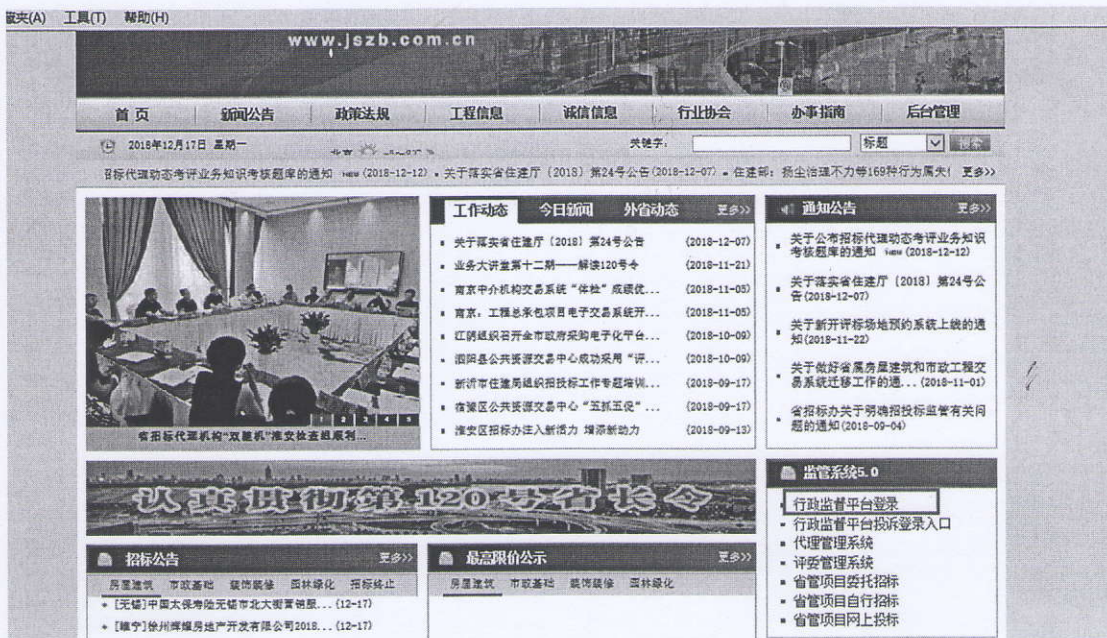 藏夹(A) 工具(T) 帮助(H)
www.jszb.com.cn
首 页 新闻公告 政策法规 工程信息 诚信信息 行业协会 办事指南 后台管理
2018年12月17日 星期一 关键字: 标题 搜索
招标代理动态考评业务知识考核题库的通知 NEW (2018-12-12) ▪ 关于落实省住建厅〔2018〕第24号公告(2018-12-07) ▪ 住建部: 扬尘治理不力等169种行为属失信 更多>>
省招标代理机构“双随机”淮安检查组顺利...
1 2 3 4 5
工作动态 今日新闻 外省动态 更多>>
▪ 关于落实省住建厅〔2018〕第24号公告 (2018-12-07)
▪ 业务大讲堂第十二期——解读120号令 (2018-11-21)
▪ 南京中介机构交易系统“体检”成绩优... (2018-11-05)
▪ 南京: 工程总承包项目电子交易系统开... (2018-11-05)
▪ 江阴组织召开全市政府采购电子化平台... (2018-10-09)
▪ 泗阳县公共资源交易中心成功采用“评... (2018-10-09)
▪ 新沂市住建局组织招投标工作专题培训... (2018-09-17)
▪ 宿豫区公共资源交易中心“五抓五促”... (2018-09-17)
▪ 淮安区招标办注入新活力 增添新动力 (2018-09-13)
通知公告 更多>>
▪ 关于公布招标代理动态考评业务知识
考核题库的通知 NEW (2018-12-12)
▪ 关于落实省住建厅〔2018〕第24号公
告(2018-12-07)
▪ 关于新开评标场地预约系统上线的通
知(2018-11-22)
▪ 关于做好省属房屋建筑和市政工程交
易系统迁移工作的通...(2018-11-01)
▪ 省招标办关于明确招投标监管有关问
题的通知(2018-09-04)
认真贯彻第120号省长令
监管系统5.0
▪ 行政监督平台登录
▪ 行政监督平台投诉登录入口
▪ 代理管理系统
▪ 评委管理系统
▪ 省管项目委托招标
▪ 省管项目自行招标
▪ 省管项目网上投标
招标公告 更多>>
房屋建筑 市政基础 装饰装修 园林绿化 招标终止
[无锡]中国太保寿险无锡市北大街营销服...(12-17)
[睢宁]徐州辉煌房地产开发有限公司2018...(12-17)
最高限价公示 更多>>
房屋建筑 市政基础 装饰装修 园林绿化